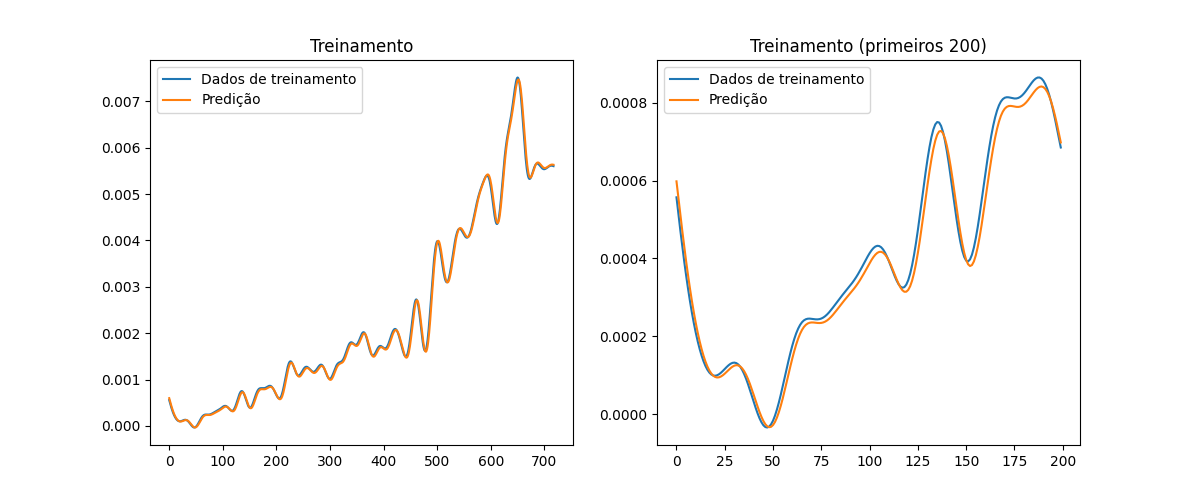 Treinamento
Dados de treinamento
Predição
0.007
0.006
0.005
0.004
0.003
0.002
0.001
0.000
0 100 200 300 400 500 600 700
Treinamento (primeiros 200)
Dados de treinamento
Predição
0.0008
0.0006
0.0004
0.0002
0.0000
0 25 50 75 100 125 150 175 200